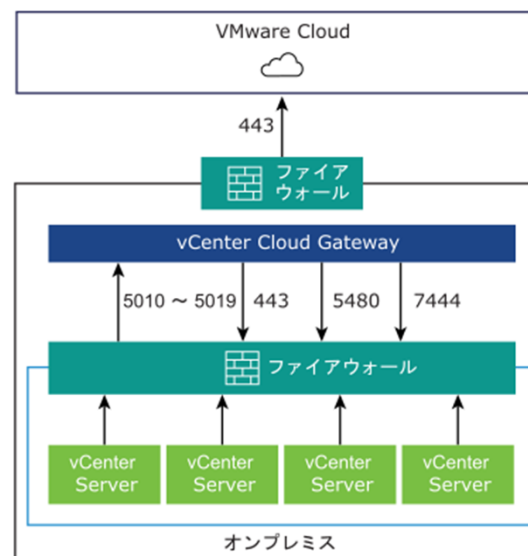 VMware Cloud
443
ファイア
ウォール
vCenter Cloud Gateway
5010 ～ 5019
443
5480
7444
ファイアウォール
vCenter
Server
vCenter
Server
vCenter
Server
vCenter
Server
オンプレミス